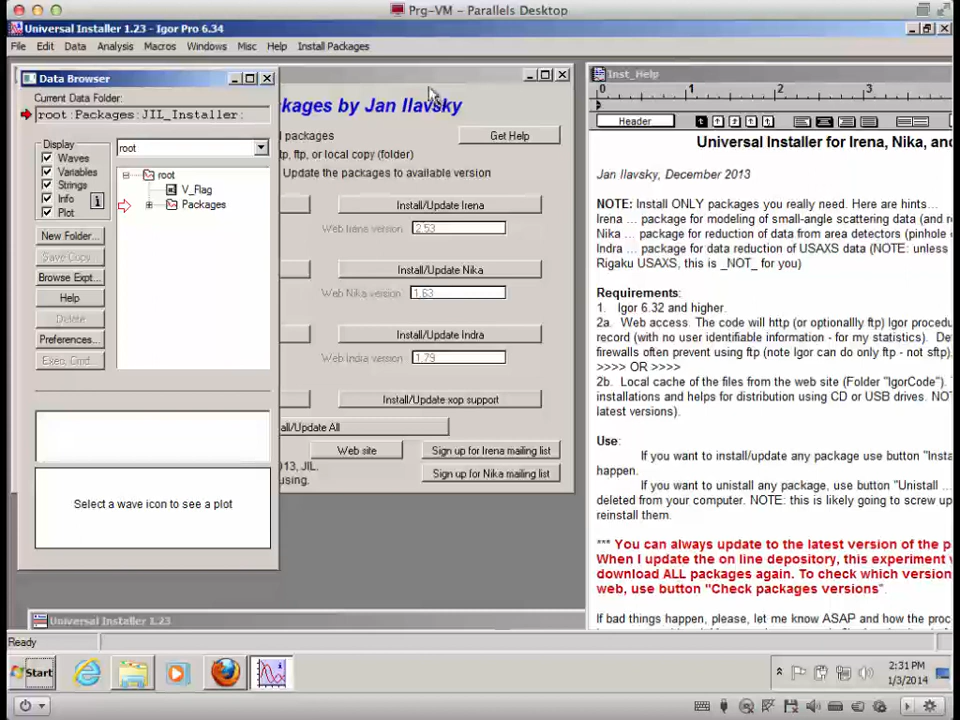 Prg-VM – Parallels Desktop
Universal Installer 1.23 - Igor Pro 6.34
File Edit Data Analysis Macros Windows Misc Help Install Packages
Data Browser
Current Data Folder:
root:Packages:JIL_Installer:
Display
Waves
Variables
Strings
Info
Plot
root
root
V_Flag
Packages
New Folder...
Save Copy...
Browse Expt...
Help
Delete
Preferences...
Exec. Cmd...
Select a wave icon to see a plot
kages by Jan Ilavsky
packages
Get Help
tp, ftp, or local copy (folder)
Update the packages to available version
Install/Update Irena
Web Irena version 2.53
Install/Update Nika
Web Nika version 1.63
Install/Update Indra
Web Indra version 1.79
Install/Update xop support
all/Update All
Web site
Sign up for Irena mailing list
013, JIL.
using.
Sign up for Nika mailing list
Universal Installer 1.23
Inst_Help
0 1 2 3
Header
Universal Installer for Irena, Nika, an
Jan Ilavsky, December 2013
NOTE: Install ONLY packages you really need. Here are hints...
Irena ... package for modeling of small-angle scattering data (and r
Nika ... package for reduction of data from area detectors (pinhole
Indra ... package for data reduction of USAXS data (NOTE: unless
Rigaku USAXS, this is _NOT_ for you)
Requirements:
1. Igor 6.32 and higher.
2a. Web access. The code will http (or optionallly ftp) Igor procedu
record (with no user identifiable information - for my statistics). De
firewalls often prevent using ftp (note Igor can do only ftp - not sftp).
>>>> OR >>>>
2b. Local cache of the files from the web site (Folder "IgorCode"). T
installations and helps for distribution using CD or USB drives. NO
latest versions).
Use:
If you want to install/update any package use button "Insta
happen.
If you want to unistall any package, use button "Unistall ...
deleted from your computer. NOTE: this is likely going to screw up
reinstall them.
*** You can always update to the latest version of the p
When I update the on line depository, this experiment
download ALL packages again. To check which version
web, use button "Check packages versions".
If bad things happen, please, let me know ASAP and how the proc
Ready
Start
2:31 PM
1/3/2014